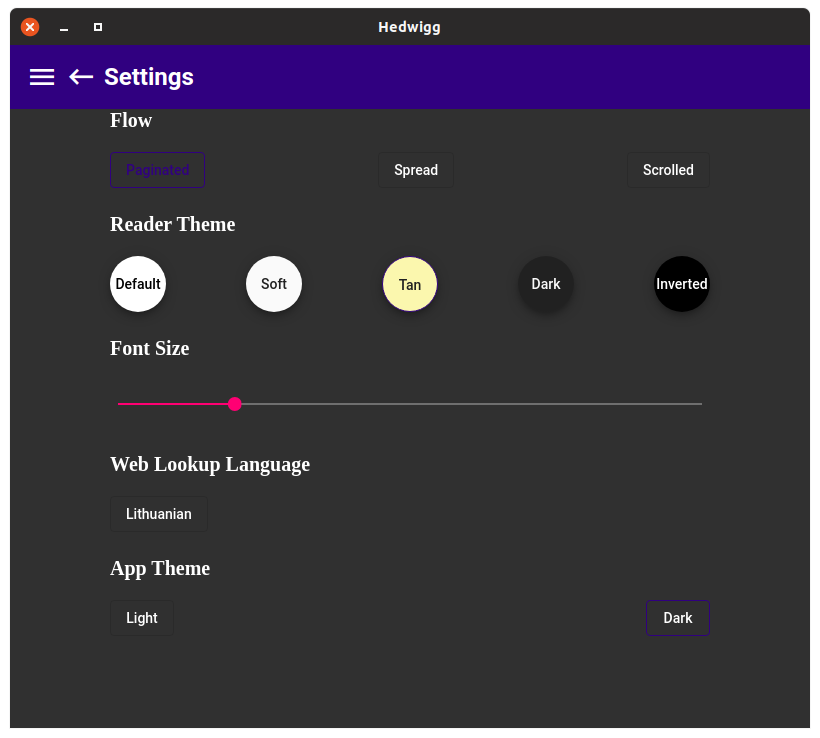 Hedwigg
Settings
Flow
Paginated Spread Scrolled
Reader Theme
Default Soft Tan Dark Inverted
Font Size
Web Lookup Language
Lithuanian
App Theme
Light Dark